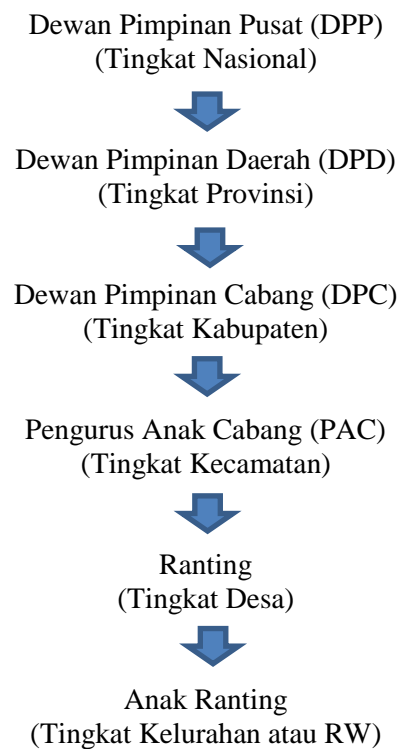 Dewan Pimpinan Pusat (DPP)
(Tingkat Nasional)
Dewan Pimpinan Daerah (DPD)
(Tingkat Provinsi)
Dewan Pimpinan Cabang (DPC)
(Tingkat Kabupaten)
Pengurus Anak Cabang (PAC)
(Tingkat Kecamatan)
Ranting
(Tingkat Desa)
Anak Ranting
(Tingkat Kelurahan atau RW)